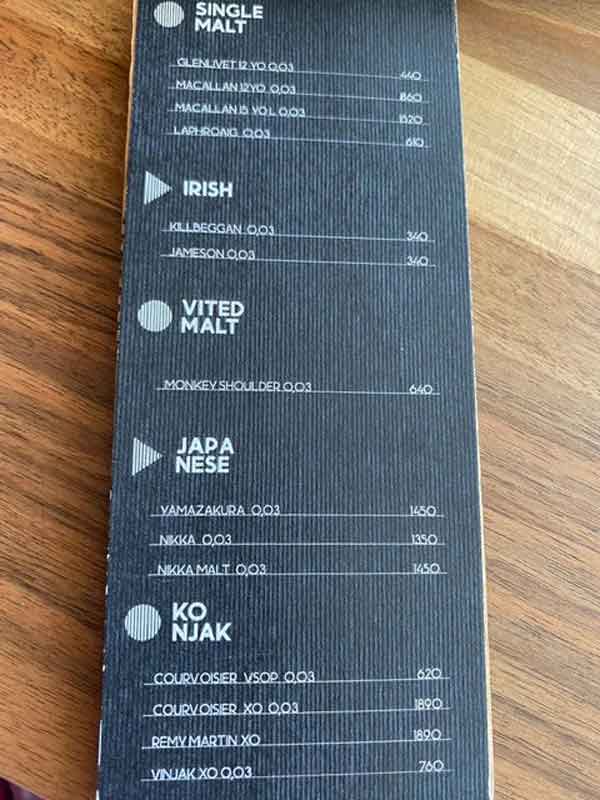 SINGLE
MALT
GLENLIVET 12 YO 0,03 440
MACALLAN 12YO 0,03 860
MACALLAN 15 YO L 0,03 1520
LAPHROAIG 0,03 610
IRISH
KILLBEGGAN 0,03 340
JAMESON 0,03 340
VITED
MALT
MONKEY SHOULDER 0,03 640
JAPA
NESE
YAMAZAKURA 0,03 1450
NIKKA 0,03 1350
NIKKA MALT 0,03 1450
KO
NJAK
COURVOISIER VSOP 0,03 620
COURVOISIER XO 0,03 1890
REMY MARTIN XO 1890
VINJAK XO 0,03 760